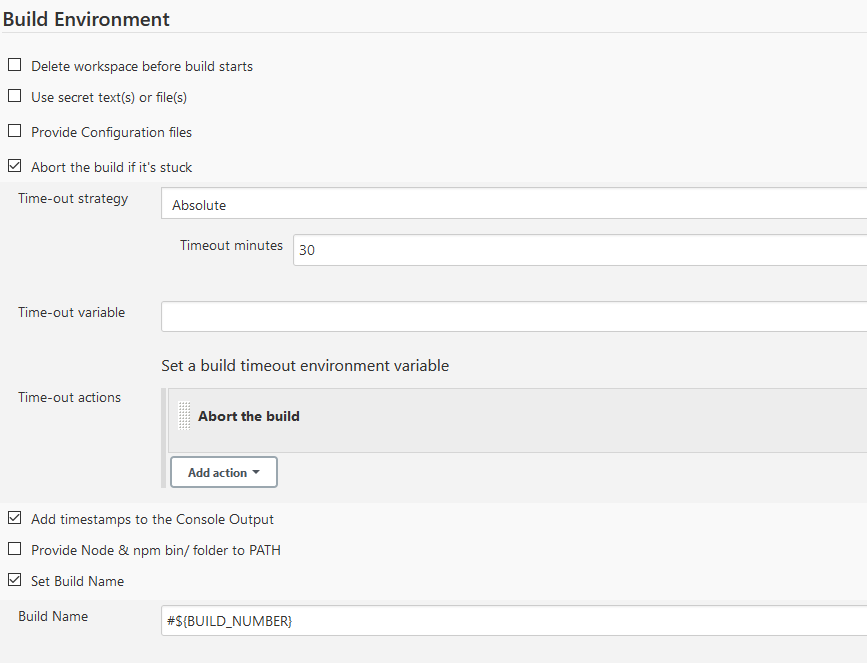 Build Environment
Delete workspace before build starts
Use secret text(s) or file(s)
Provide Configuration files
Abort the build if it's stuck
Time-out strategy
Absolute
Timeout minutes
30
Time-out variable
Set a build timeout environment variable
Time-out actions
Abort the build
Add action
Add timestamps to the Console Output
Provide Node & npm bin/ folder to PATH
Set Build Name
Build Name
#${BUILD_NUMBER}